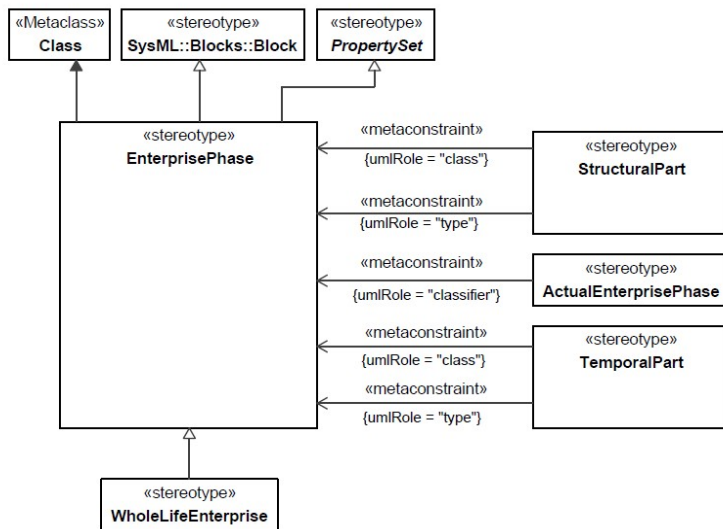 «Metaclass»
Class
«stereotype»
SysML::Blocks::Block
«stereotype»
PropertySet
«stereotype»
EnterprisePhase
«metaconstraint»
{umlRole = "class"}
«metaconstraint»
{umlRole = "type"}
«stereotype»
StructuralPart
«metaconstraint»
{umlRole = "classifier"}
«stereotype»
ActualEnterprisePhase
«metaconstraint»
{umlRole = "class"}
«metaconstraint»
{umlRole = "type"}
«stereotype»
TemporalPart
«stereotype»
WholeLifeEnterprise